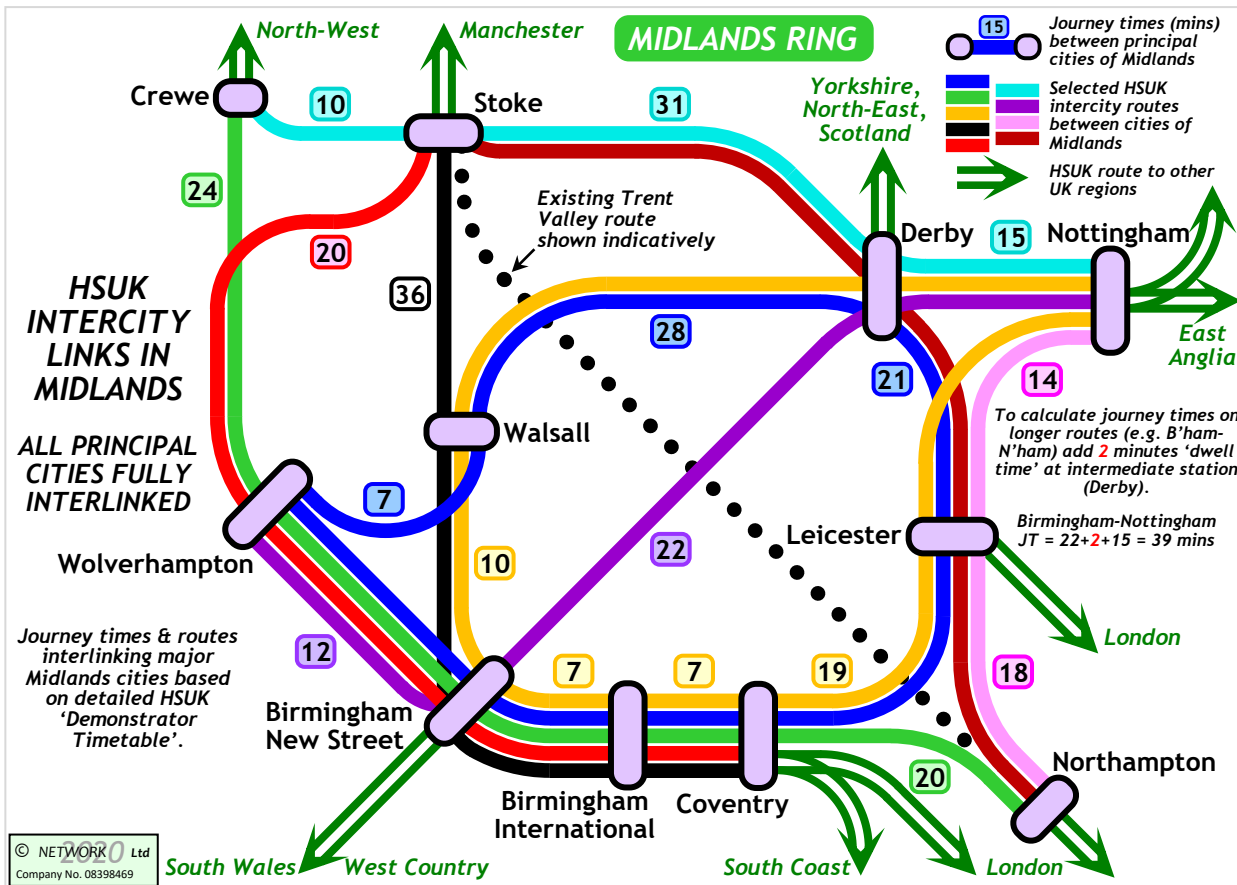 North-West
Manchester
MIDLANDS RING
15
Journey times (mins)
between principal
cities of Midlands
Crewe
10
Stoke
31
Yorkshire,
North-East,
Scotland
Selected HSUK
intercity routes
between cities of
Midlands
HSUK route to other
UK regions
24
20
Existing Trent
Valley route
shown indicatively
Derby
15
Nottingham
36
HSUK
INTERCITY
LINKS IN
MIDLANDS
28
East
Anglia
21
14
ALL PRINCIPAL
CITIES FULLY
INTERLINKED
Walsall
To calculate journey times on
longer routes (e.g. B'ham-
N'ham) add 2 minutes 'dwell
time' at intermediate station
(Derby).
7
Birmingham-Nottingham
JT = 22+2+15 = 39 mins
Leicester
Wolverhampton
22
10
London
Journey times & routes
interlinking major
Midlands cities based
on detailed HSUK
'Demonstrator
Timetable'.
12
7
7
19
18
Birmingham
New Street
Northampton
20
Birmingham
International
Coventry
© NETWORK 2020 Ltd
Company No. 08398469
South Wales
West Country
South Coast
London